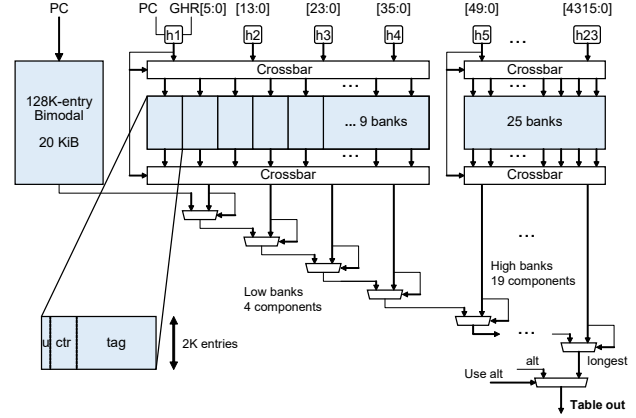 PC PC GHR[5:0] [13:0] [23:0] [35:0] [49:0] [4315:0]
h1 h2 h3 h4 h5 ... h23
Crossbar Crossbar
... ...
128K-entry
Bimodal
20 KiB
... 9 banks
25 banks
... ...
Crossbar Crossbar
...
High banks
19 components
Low banks
4 components
u ctr tag
2K entries
...
alt longest
Use alt
Table out